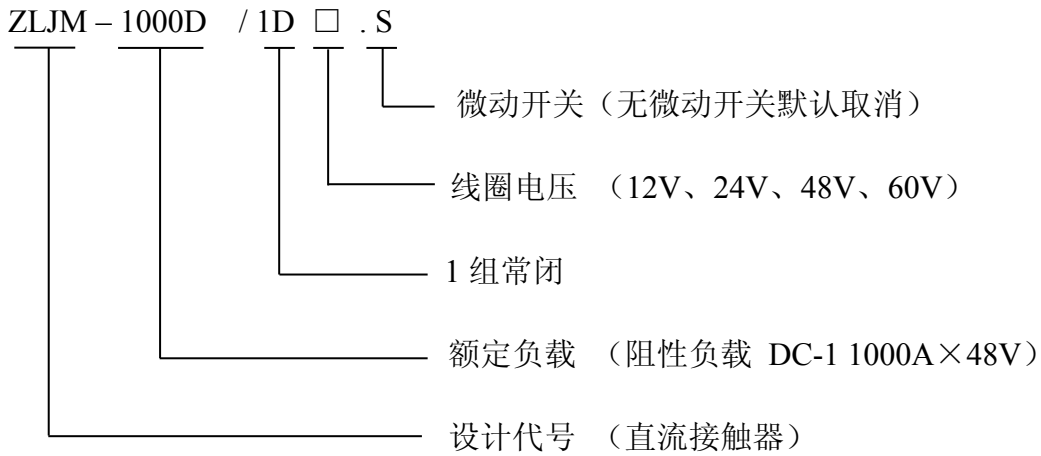 ZLJM – 1000D / 1D □ . S
微动开关（无微动开关默认取消）
线圈电压 （12V、24V、48V、60V）
1 组常闭
额定负载 （阻性负载 DC-1 1000A×48V）
设计代号 （直流接触器）